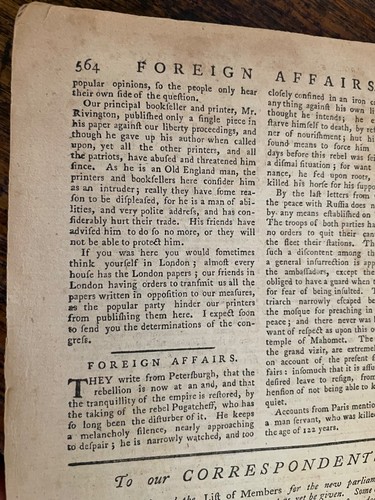 564 FOREIGN AFFAIRS.
popular opinions, ſo the people only hear
their own ſide of the queſtion.
Our principal bookſeller and printer, Mr.
Rivington, publiſhed only a ſingle piece in
his paper againſt our liberty proceedings, and
though he gave up his author when called
upon, yet all the other printers, and all
the patriots, have abuſed and threatened him
ſince. As he is an Old England man, the
printers and bookſellers here conſider him
as an intruder; really they have ſome rea-
ſon to be diſpleaſed, for he is a man of abi-
lities, and very polite addreſs, and has con-
ſiderably hurt their trade. His friends have
adviſed him to do ſo no more, or they will
not be able to protect him.
If you was here you would ſometimes
think yourſelf in London; almoſt every
houſe has the London papers; our friends in
London having orders to tranſmit us all the
papers written in oppoſition to our meaſures,
as the popular party hinder our printers
from publiſhing them here. I expect ſoon
to ſend you the determinations of the con-
greſs.
FOREIGN AFFAIRS.
THEY write from Peterſburgh, that the
rebellion is now at an and, and that
the tranquillity of the empire is reſtored, by
the taking of the rebel Pugatcheff, who has
ſo long been the diſturber of it. He keeps
a melancholy ſilence, nearly approaching
to deſpair; he is narrowly watched, and too
cloſely confined in an iron c
any thing againſt his own li
thought he intends; he e
ſtarve himſelf to death, by ref
ner of nouriſhment; but hi
found means to force him
days before this rebel was ſei
a diſmal ſituation; for want
nance, he fed upon roots,
killed his horſe for his ſuppo
By the laſt letters from
the peace with Ruſſia does n
by any means eſtabliſhed on
The troops of both parties ha
no orders to quit their can
the fleet their ſtations. Th
ſuch a diſcontent among th
a general inſurrection is app
the ambaſſadors, except the
obliged to have a guard when
for fear of being inſulted. T
triarch narrowly eſcaped be
the moſque for preaching in
peace; and there never was l
want of reſpect as upon this o
temple of Mahomet. The
the grand vizir, are extremel
on account of the preſent ſt
fairs: inſomuch that it is aſſu
deſired leave to reſign, from
henſion of not being able to k
quiet.
Accounts from Paris mention
a man ſervant, who was killed
the age of 122 years.
To our CORRESPONDENT
the Liſt of Members for the new parliam
yet be given. Some